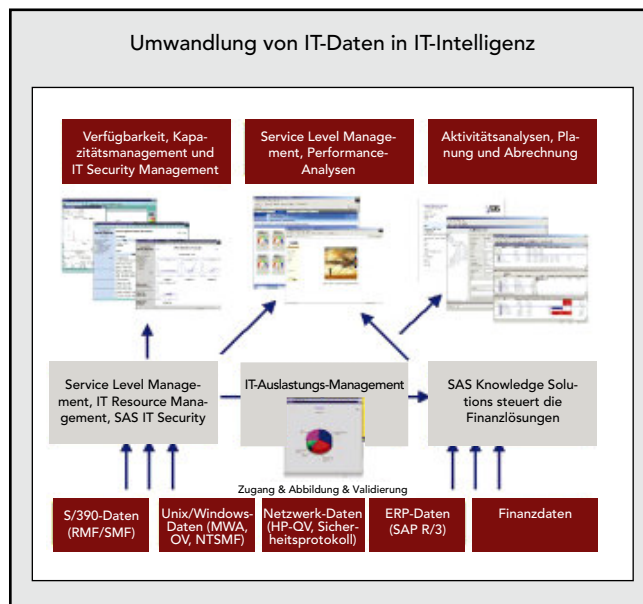 Umwandlung von IT-Daten in IT-Intelligenz
Verfügbarkeit, Kapa-
zitätsmanagement und
IT Security Management
Service Level Manage-
ment, Performance-
Analysen
Aktivitätsanalysen, Pla-
nung und Abrechnung
Service Level Manage-
ment, IT Resource Mana-
gement, SAS IT Security
IT-Auslastungs-Management
SAS Knowledge Solu-
tions steuert die
Finanzlösungen
Zugang & Abbildung & Validierung
S/390-Daten
(RMF/SMF)
Unix/Windows-
Daten (MWA,
OV, NTSMF)
Netzwerk-Daten
(HP-QV, Sicher-
heitsprotokoll)
ERP-Daten
(SAP R/3)
Finanzdaten